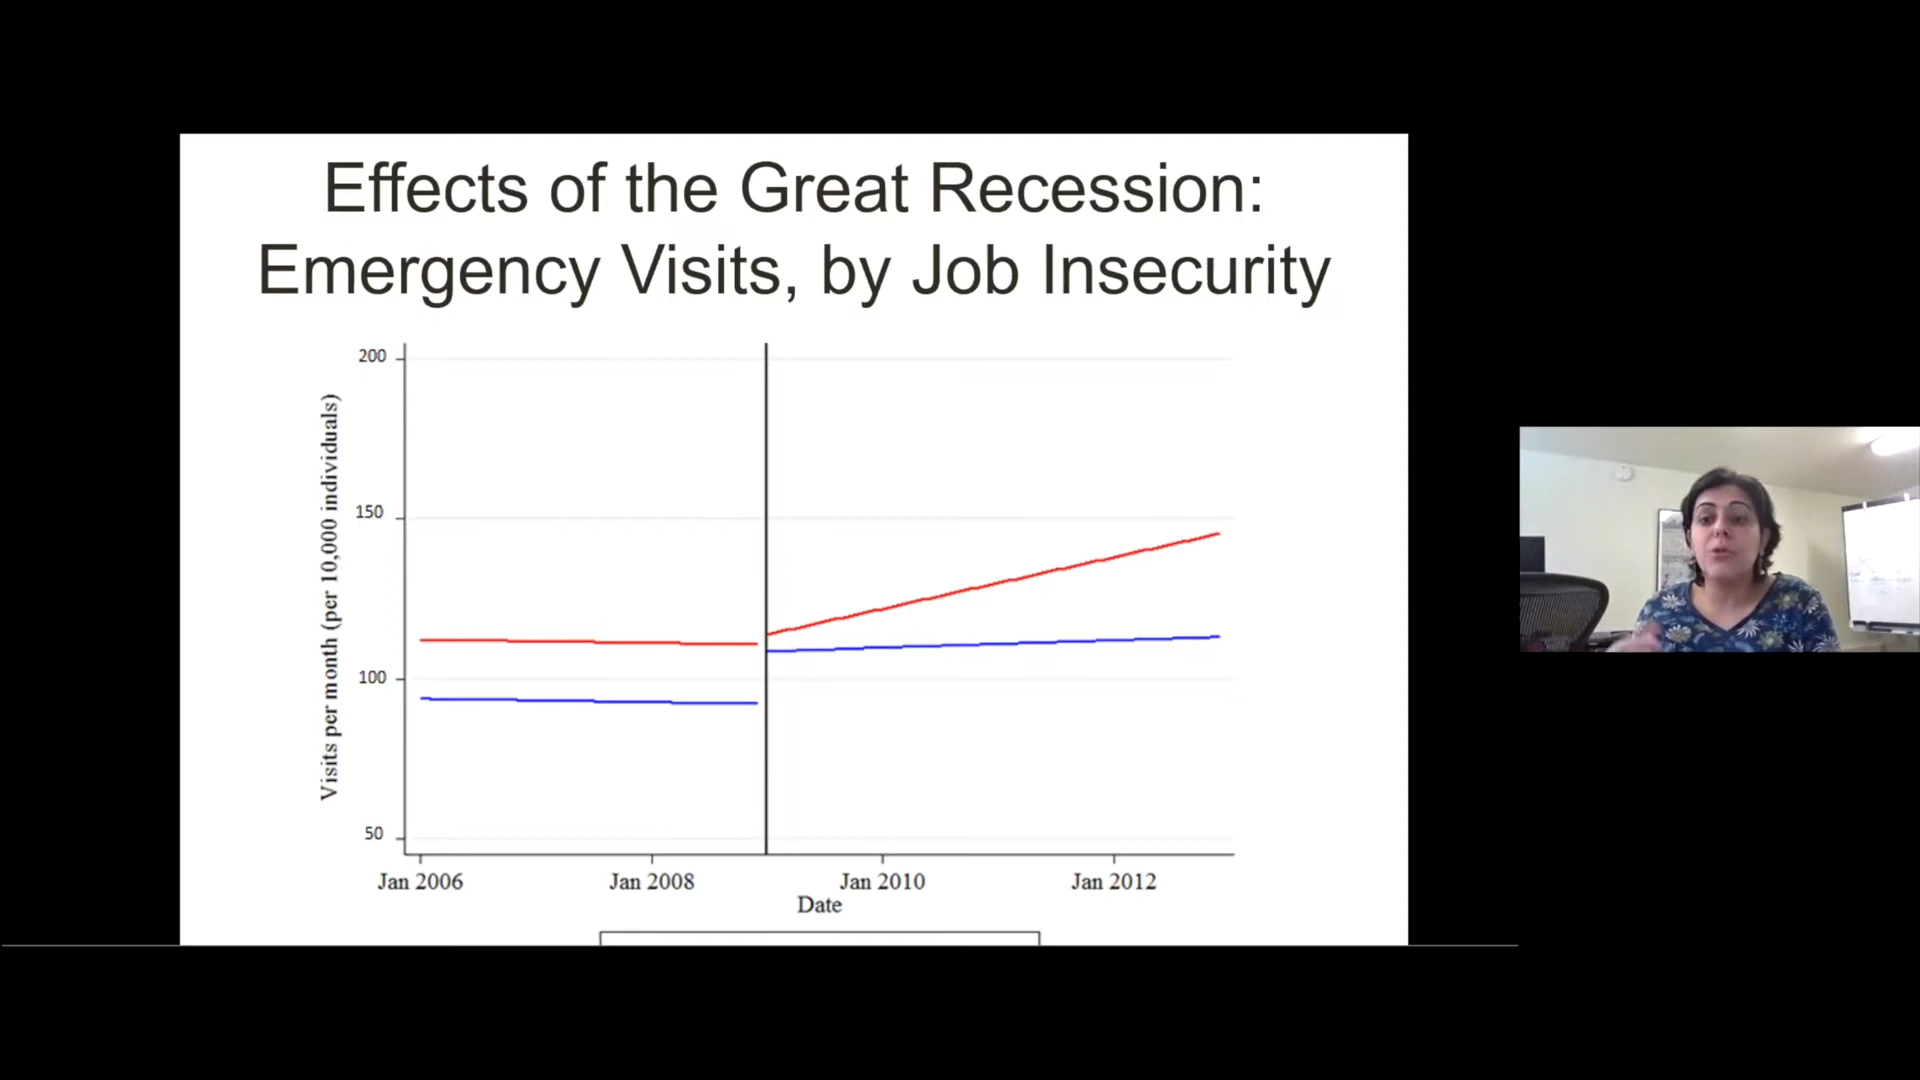 Effects of the Great Recession:
Emergency Visits, by Job Insecurity
Visits per month (per 10,000 individuals)
200
150
100
50
Jan 2006
Jan 2008
Jan 2010
Jan 2012
Date